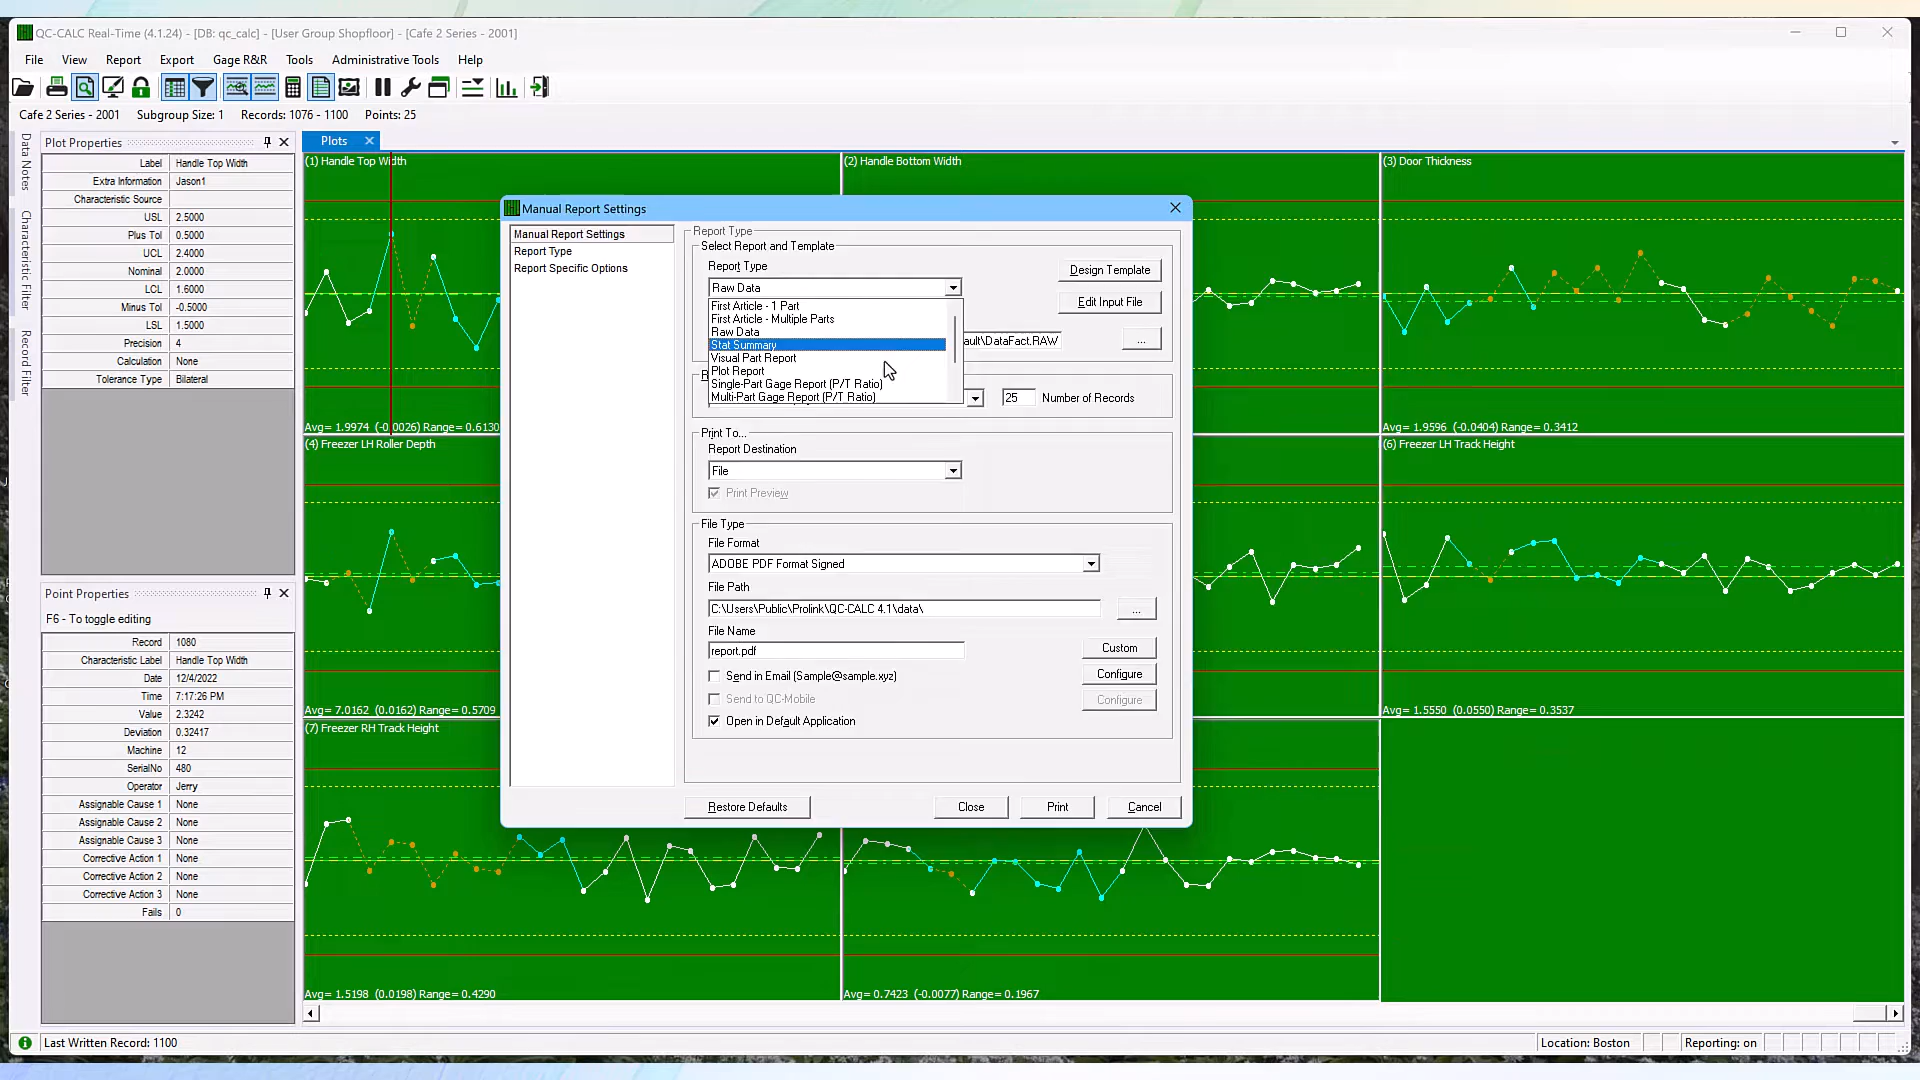 QC-CALC Real-Time (4.1.24) - [DB: qc_calc] - [User Group Shopfloor] - [Cafe 2 Series - 2001]
File View Report Export Gage R&R Tools Administrative Tools Help
Cafe 2 Series - 2001 Subgroup Size: 1 Records: 1076 - 1100 Points: 25
Data Notes
Characteristic Filter
Record Filter
Plot Properties
Label Handle Top Width
Extra Information Jason1
Characteristic Source
USL 2.5000
Plus Tol 0.5000
UCL 2.4000
Nominal 2.0000
LCL 1.6000
Minus Tol -0.5000
LSL 1.5000
Precision 4
Calculation None
Tolerance Type Bilateral
Point Properties
F6 - To toggle editing
Record 1080
Characteristic Label Handle Top Width
Date 12/4/2022
Time 7:17:26 PM
Value 2.3242
Deviation 0.32417
Machine 12
SerialNo 480
Operator Jerry
Assignable Cause 1 None
Assignable Cause 2 None
Assignable Cause 3 None
Corrective Action 1 None
Corrective Action 2 None
Corrective Action 3 None
Fails 0
Plots
(1) Handle Top Width
(2) Handle Bottom Width
(3) Door Thickness
Avg= 1.9974 (-0.0026) Range= 0.6130
Avg= 1.9596 (-0.0404) Range= 0.3412
(4) Freezer LH Roller Depth
(6) Freezer LH Track Height
Avg= 7.0162 (0.0162) Range= 0.5709
Avg= 1.5550 (0.0550) Range= 0.3537
(7) Freezer RH Track Height
Avg= 1.5198 (0.0198) Range= 0.4290
Avg= 0.7423 (-0.0077) Range= 0.1967
Manual Report Settings
Manual Report Settings
Report Type
Report Specific Options
Report Type
Select Report and Template
Report Type
Raw Data
Design Template
Edit Input File
First Article - 1 Part
First Article - Multiple Parts
Raw Data
Stat Summary
Visual Part Report
Plot Report
Single-Part Gage Report (P/T Ratio)
Multi-Part Gage Report (P/T Ratio)
ault\DataFact.RAW
...
25 Number of Records
Print To...
Report Destination
File
Print Preview
File Type
File Format
ADOBE PDF Format Signed
File Path
C:\Users\Public\Prolink\QC-CALC 4.1\data\
...
File Name
report.pdf
Custom
Send in Email (Sample@sample.xyz)
Configure
Send to QC-Mobile
Configure
Open in Default Application
Restore Defaults
Close
Print
Cancel
Last Written Record: 1100
Location: Boston
Reporting: on